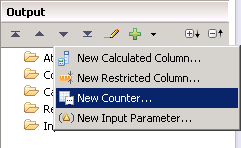 Output
New Calculated Column...
New Restricted Column...
New Counter...
New Input Parameter...